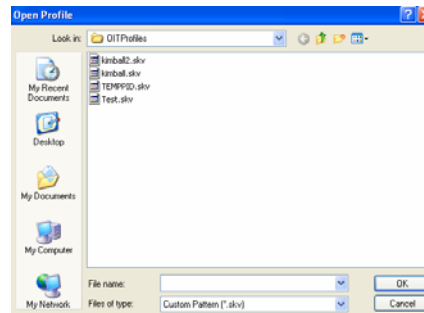 Open Profile
Look in: OITProfiles
kimball2.skv
kimball.skv
TEMPPID.skv
Test.skv
My Recent
Documents
Desktop
My Documents
My Computer
My Network
File name:
OK
Files of type: Custom Pattern (*.skv)
Cancel